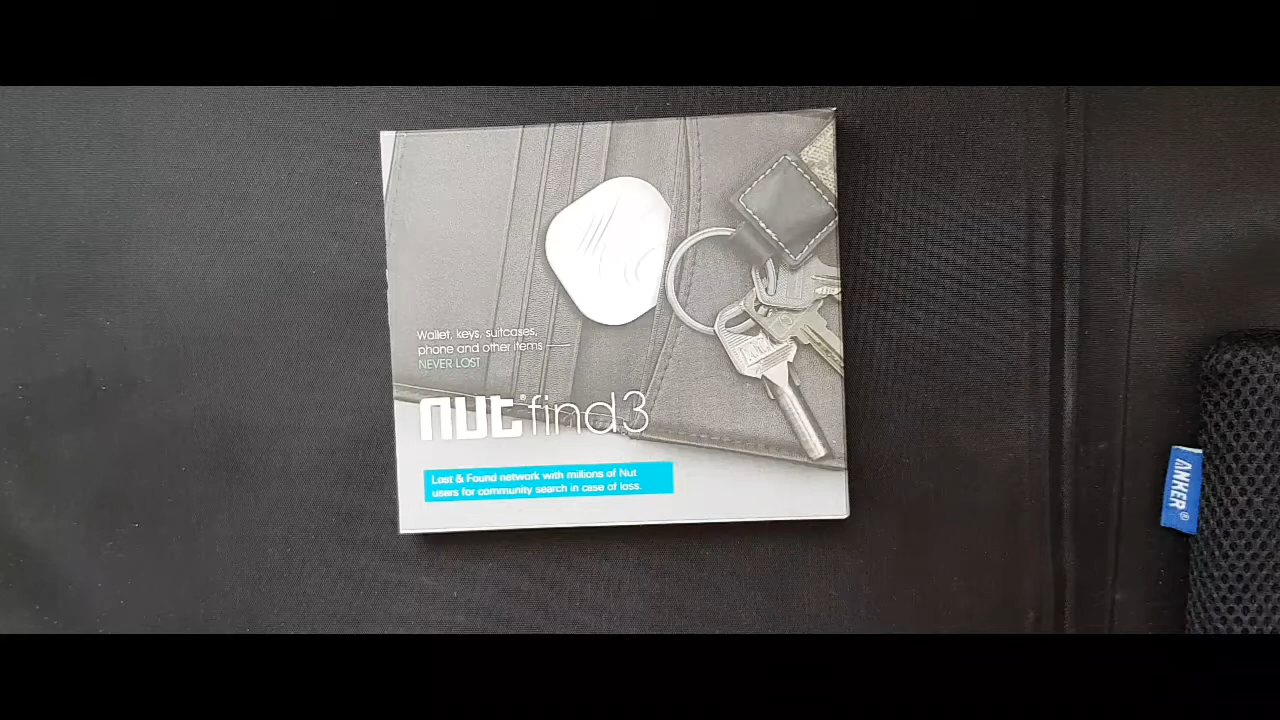 Wallet, keys, suitcases,
phone and other items
NEVER LOST
nut® find3
Lost & Found network with millions of Nut
users for community search in case of loss.
ANKER®